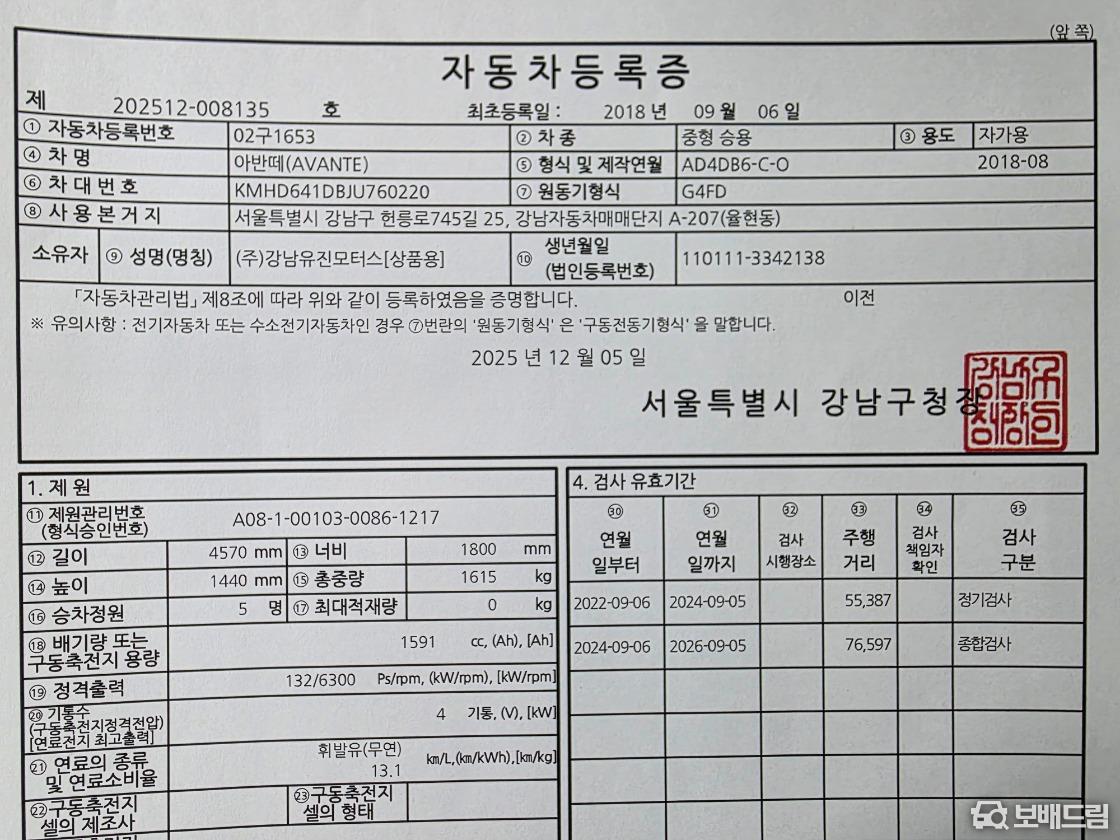 (앞 쪽)
자동차등록증
제 202512-008135 호 최초등록일 : 2018 년 09 월 06 일
① 자동차등록번호 02구1653 ② 차 종 중형 승용 ③ 용도 자가용
④ 차 명 아반떼(AVANTE) ⑤ 형식 및 제작연월 AD4DB6-C-O 2018-08
⑥ 차 대 번 호 KMHD641DBJU760220 ⑦ 원동기형식 G4FD
⑧ 사 용 본 거 지 서울특별시 강남구 헌릉로745길 25, 강남자동차매매단지 A-207(율현동)
소유자 ⑨ 성명(명칭) (주)강남유진모터스[상품용] ⑩ 생년월일
(법인등록번호) 110111-3342138
「자동차관리법」 제8조에 따라 위와 같이 등록하였음을 증명합니다. 이전
※ 유의사항 : 전기자동차 또는 수소전기자동차인 경우 ⑦번란의 '원동기형식' 은 '구동전동기형식' 을 말합니다.
2025 년 12 월 05 일
서울특별시 강남구청장
1. 제 원
⑪ 제원관리번호
(형식승인번호) A08-1-00103-0086-1217
⑫ 길이 4570 mm ⑬ 너비 1800 mm
⑭ 높이 1440 mm ⑮ 총중량 1615 kg
⑯ 승차정원 5 명 ⑰ 최대적재량 0 kg
⑱ 배기량 또는
구동축전지 용량 1591 cc, (Ah), [Ah]
⑲ 정격출력 132/6300 Ps/rpm, (kW/rpm), [kW/rpm]
⑳ 기통수
(구동축전지정격전압)
[연료전지 최고출력] 4 기통, (V), [kW]
㉑ 연료의 종류
및 연료소비율 휘발유(무연)
13.1 km/L,(km/kWh),[km/kg]
㉒ 구동축전지
셀의 제조사 ㉓ 구동축전지
셀의 형태
4. 검사 유효기간
㉚ ㉛ ㉜ ㉝ ㉞ ㉟
연월
일부터 연월
일까지 검사
시행장소 주행
거리 검사
책임자
확인 검사
구분
2022-09-06 2024-09-05 55,387 정기검사
2024-09-06 2026-09-05 76,597 종합검사
보배드림